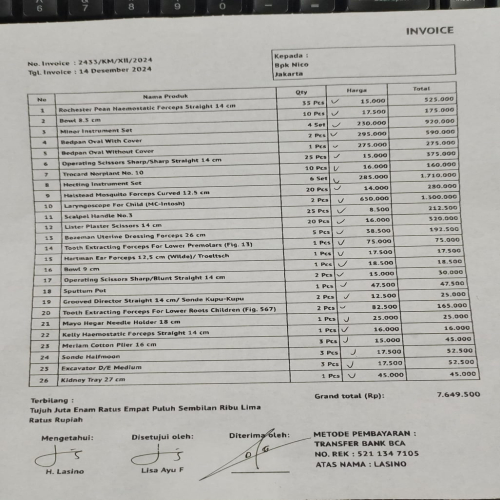 INVOICE
No. Invoice : 2433/KM/XII/2024
Tgl. Invoice : 14 Desember 2024
Kepada :
Bpk Nico
Jakarta
No Nama Produk Qty Harga Total
1 Rochester Pean Haemostatic Forceps Straight 14 cm 35 Pcs 15.000 525.000
2 Bowl 8.5 cm 10 Pcs 17.500 175.000
3 Minor Instrument Set 4 Set 230.000 920.000
4 Bedpan Oval With Cover 2 Pcs 295.000 590.000
5 Bedpan Oval Without Cover 1 Pcs 275.000 275.000
6 Operating Scissors Sharp/Sharp Straight 14 cm 25 Pcs 15.000 375.000
7 Trocard Norplant No. 10 10 Pcs 16.000 160.000
8 Hecting Instrument Set 6 Set 285.000 1.710.000
9 Halstead Mosquito Forceps Curved 12.5 cm 20 Pcs 14.000 280.000
10 Laryngoscope For Child (MC-Intosh) 2 Pcs 650.000 1.300.000
11 Scalpel Handle No.3 25 Pcs 8.500 212.500
12 Lister Plaster Scissors 14 cm 20 Pcs 16.000 320.000
13 Bozeman Uterine Dressing Forceps 26 cm 5 Pcs 38.500 192.500
14 Tooth Extracting Forceps For Lower Premolars (Fig. 13) 1 Pcs 75.000 75.000
15 Hartman Ear Forceps 12.5 cm (Wilde)/ Troeltsch 1 Pcs 17.500 17.500
16 Bowl 9 cm 1 Pcs 18.500 18.500
17 Operating Scissors Sharp/Blunt Straight 14 cm 2 Pcs 15.000 30.000
18 Sputtum Pot 1 Pcs 47.500 47.500
19 Grooved Director Straight 14 cm/ Sonde Kupu-Kupu 2 Pcs 12.500 25.000
20 Tooth Extracting Forceps For Lower Roots Children (Fig. 567) 2 Pcs 82.500 165.000
21 Mayo Hegar Needle Holder 18 cm 1 Pcs 25.000 25.000
22 Kelly Haemostatic Forceps Straight 14 cm 1 Pcs 16.000 16.000
23 Meriam Cotton Plier 16 cm 3 Pcs 15.000 45.000
24 Sonde Halfmoon 3 Pcs 17.500 52.500
25 Excavator D/E Medium 3 Pcs 17.500 52.500
26 Kidney Tray 27 cm 1 Pcs 45.000 45.000
Grand total (Rp): 7.649.500
Terbilang :
Tujuh Juta Enam Ratus Empat Puluh Sembilan Ribu Lima
Ratus Rupiah
Mengetahui: Disetujui oleh: Diterima oleh:
H. Lasino Lisa Ayu F
METODE PEMBAYARAN :
TRANSFER BANK BCA
NO. REK : 521 134 7105
ATAS NAMA : LASINO